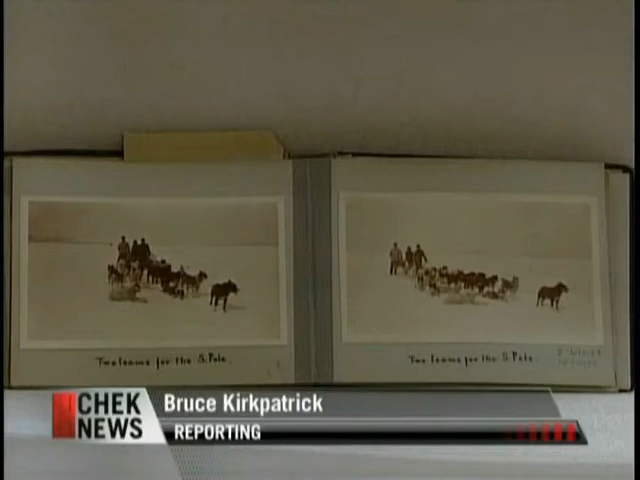 Two teams for the S. Pole.
Two teams for the S. Pole.
CHEK
NEWS
Bruce Kirkpatrick
REPORTING